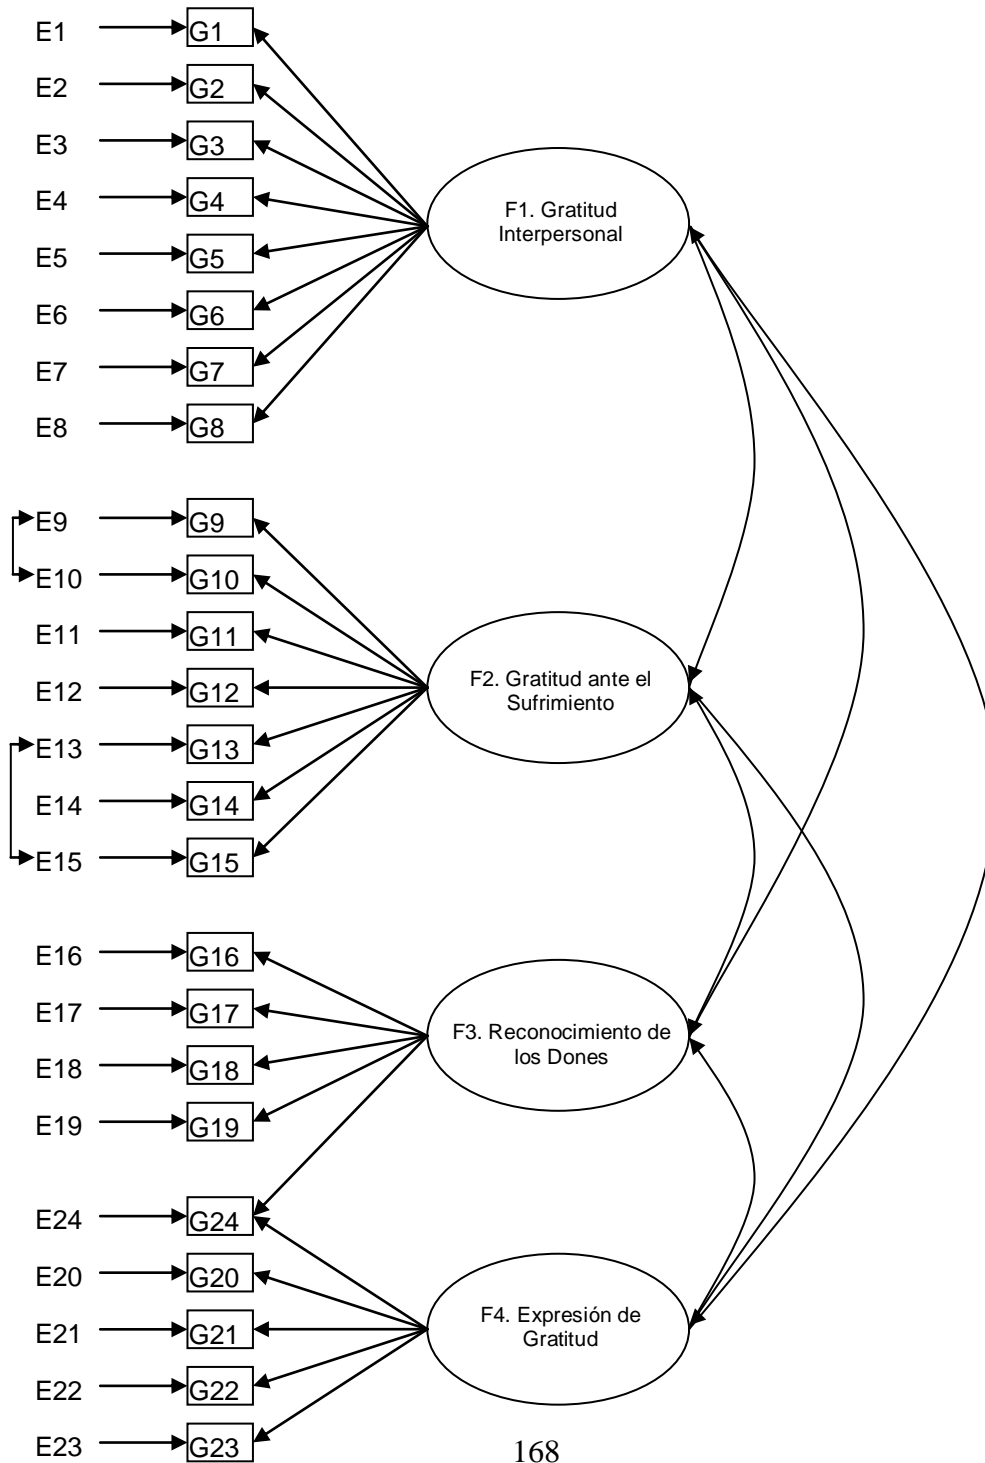 E1 G1
E2 G2
E3 G3
E4 G4
E5 G5
E6 G6
E7 G7
E8 G8
F1. Gratitud
Interpersonal
E9 G9
E10 G10
E11 G11
E12 G12
E13 G13
E14 G14
E15 G15
F2. Gratitud ante el
Sufrimiento
E16 G16
E17 G17
E18 G18
E19 G19
F3. Reconocimiento de
los Dones
E24 G24
E20 G20
E21 G21
E22 G22
E23 G23
F4. Expresión de
Gratitud
168